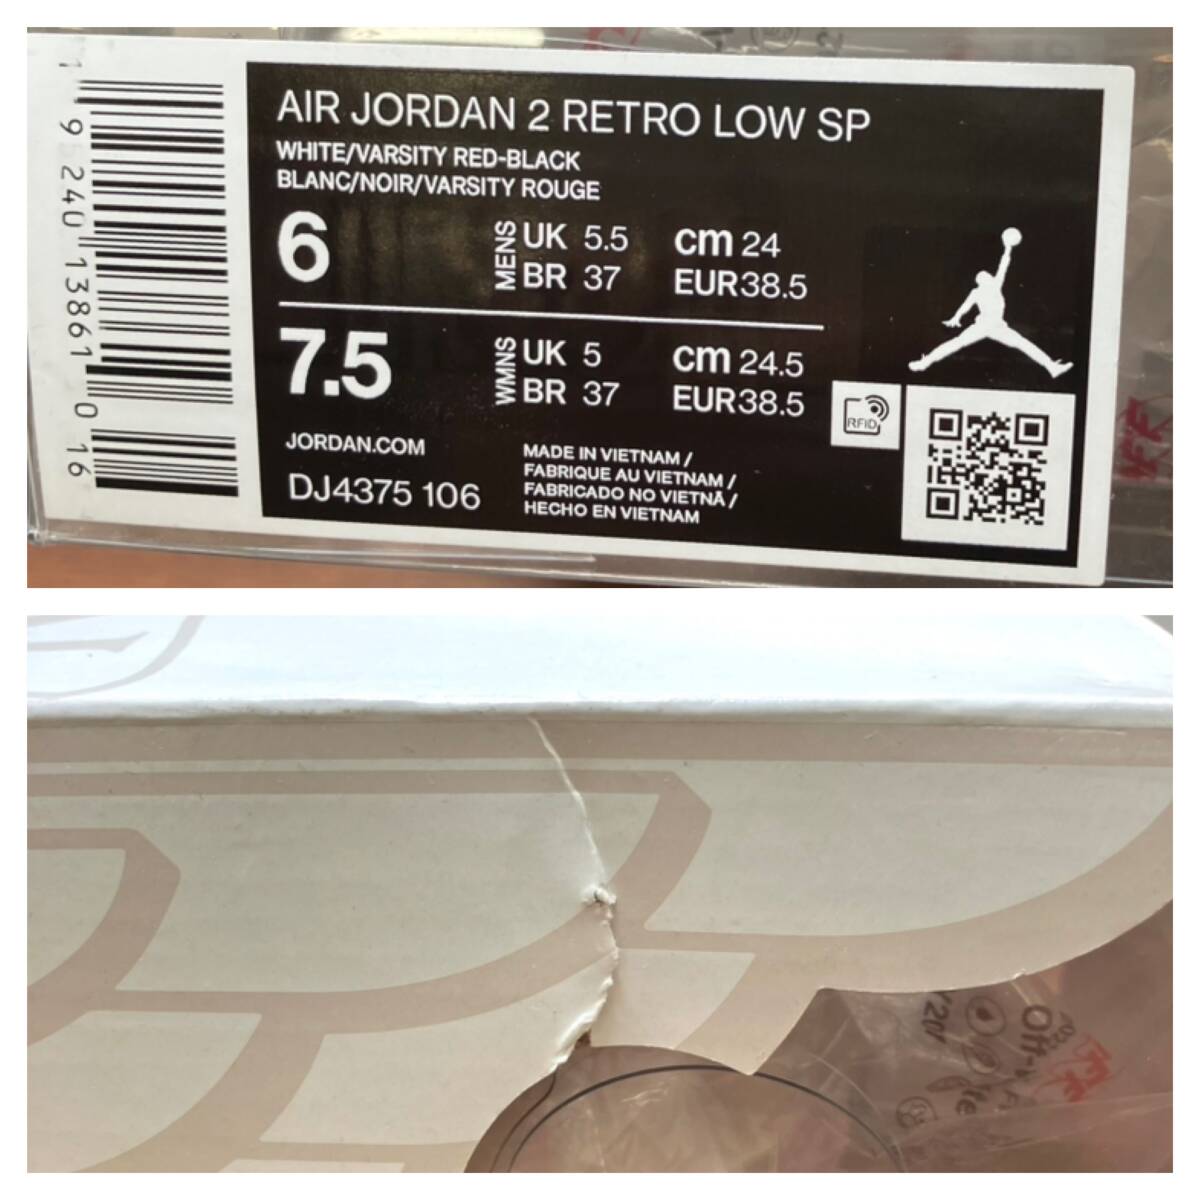 AIR JORDAN 2 RETRO LOW SP
WHITE/VARSITY RED-BLACK
BLANC/NOIR/VARSITY ROUGE
6
MENS
UK 5.5
cm 24
BR 37
EUR38.5
7.5
WMNS
UK 5
cm 24.5
BR 37
EUR38.5
RFID
JORDAN.COM
DJ4375 106
MADE IN VIETNAM /
FABRIQUE AU VIETNAM /
FABRICADO NO VIETNÃ /
HECHO EN VIETNAM
1 95240 13861 0 16